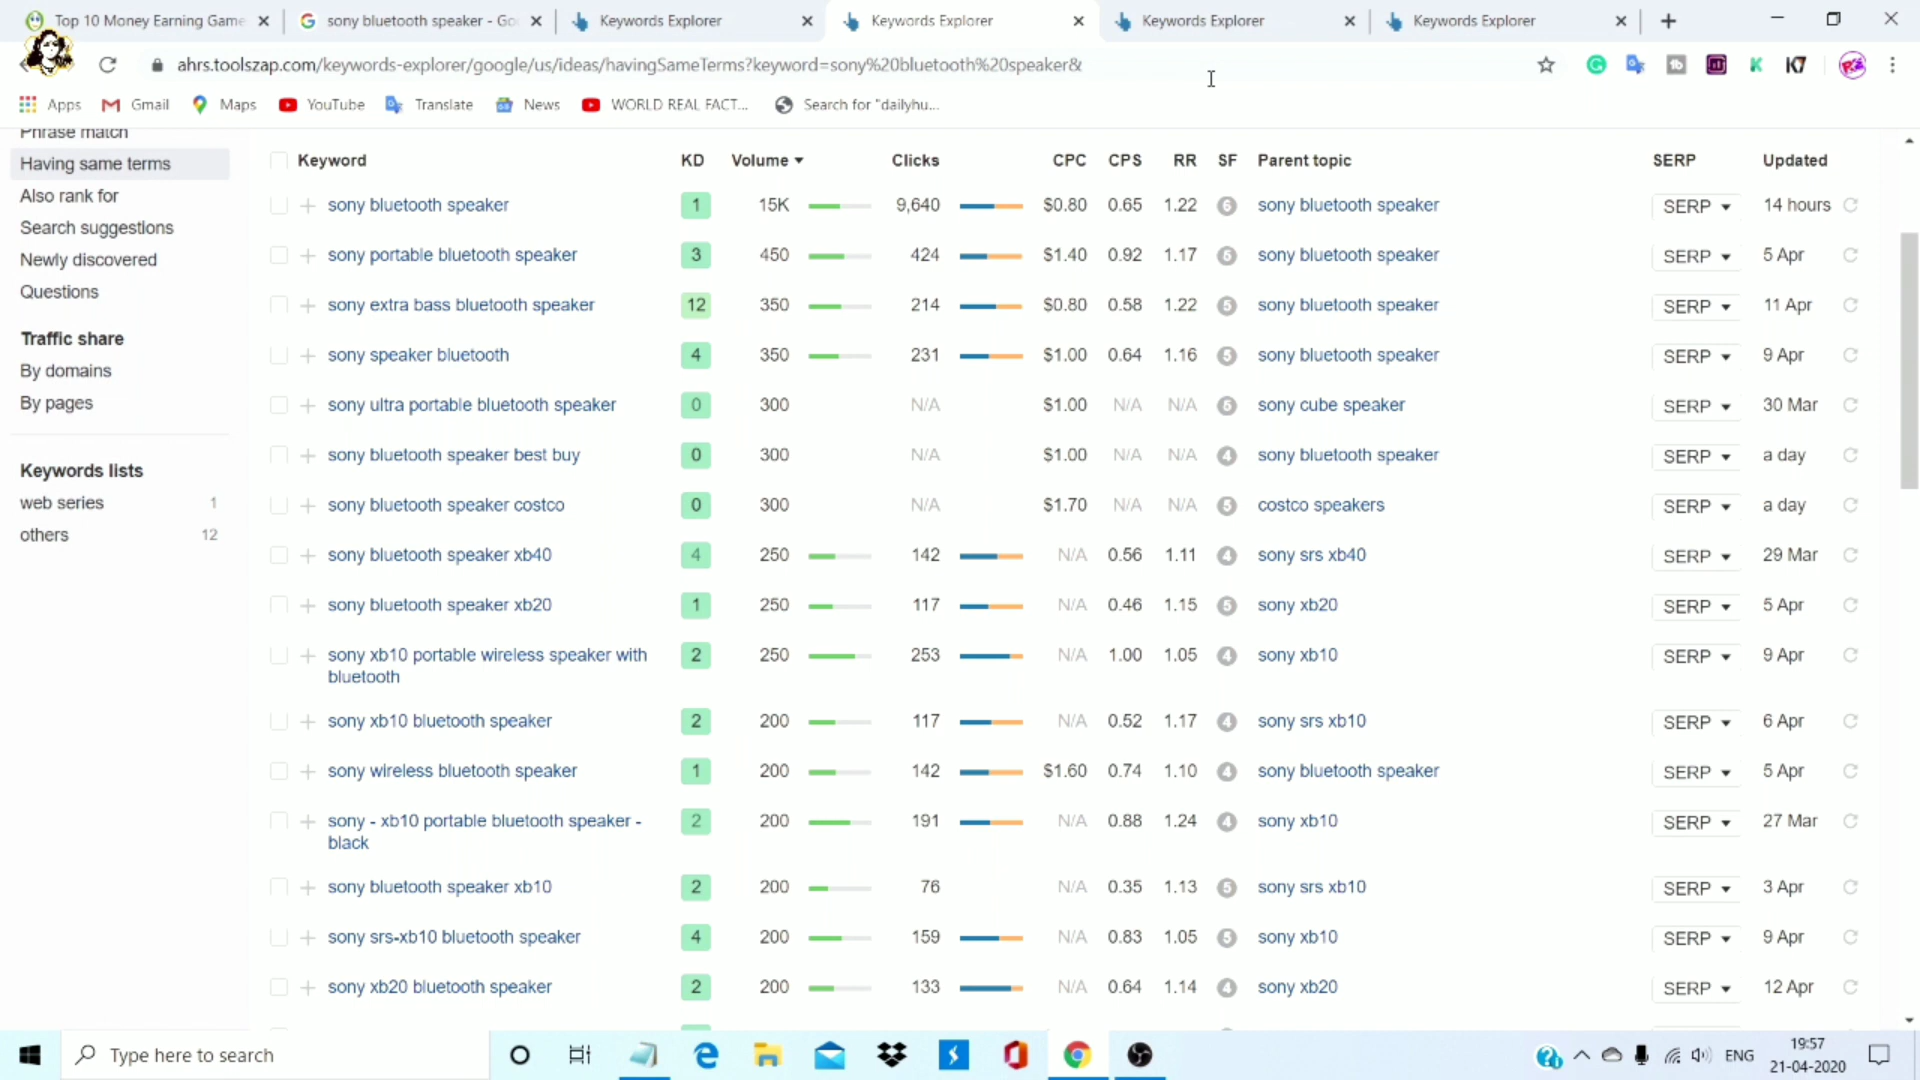 Top 10 Money Earning Game
sony bluetooth speaker - Go
Keywords Explorer
Keywords Explorer
Keywords Explorer
Keywords Explorer
ahrs.toolszap.com/keywords-explorer/google/us/ideas/havingSameTerms?keyword=sony%20bluetooth%20speaker&
Apps Gmail Maps YouTube Translate News WORLD REAL FACT... Search for "dailyhu...
Phrase match
Having same terms
Also rank for
Search suggestions
Newly discovered
Questions
Traffic share
By domains
By pages
Keywords lists
web series 1
others 12
Keyword KD Volume Clicks CPC CPS RR SF Parent topic SERP Updated
sony bluetooth speaker 1 15K 9,640 $0.80 0.65 1.22 6 sony bluetooth speaker SERP 14 hours
sony portable bluetooth speaker 3 450 424 $1.40 0.92 1.17 6 sony bluetooth speaker SERP 5 Apr
sony extra bass bluetooth speaker 12 350 214 $0.80 0.58 1.22 5 sony bluetooth speaker SERP 11 Apr
sony speaker bluetooth 4 350 231 $1.00 0.64 1.16 5 sony bluetooth speaker SERP 9 Apr
sony ultra portable bluetooth speaker 0 300 N/A $1.00 N/A N/A 6 sony cube speaker SERP 30 Mar
sony bluetooth speaker best buy 0 300 N/A $1.00 N/A N/A 4 sony bluetooth speaker SERP a day
sony bluetooth speaker costco 0 300 N/A $1.70 N/A N/A 5 costco speakers SERP a day
sony bluetooth speaker xb40 4 250 142 N/A 0.56 1.11 4 sony srs xb40 SERP 29 Mar
sony bluetooth speaker xb20 1 250 117 N/A 0.46 1.15 5 sony xb20 SERP 5 Apr
sony xb10 portable wireless speaker with 2 250 253 N/A 1.00 1.05 4 sony xb10 SERP 9 Apr
bluetooth
sony xb10 bluetooth speaker 2 200 117 N/A 0.52 1.17 4 sony srs xb10 SERP 6 Apr
sony wireless bluetooth speaker 1 200 142 $1.60 0.74 1.10 4 sony bluetooth speaker SERP 5 Apr
sony - xb10 portable bluetooth speaker - 2 200 191 N/A 0.88 1.24 4 sony xb10 SERP 27 Mar
black
sony bluetooth speaker xb10 2 200 76 N/A 0.35 1.13 5 sony srs xb10 SERP 3 Apr
sony srs-xb10 bluetooth speaker 4 200 159 N/A 0.83 1.05 5 sony xb10 SERP 9 Apr
sony xb20 bluetooth speaker 2 200 133 N/A 0.64 1.14 4 sony xb20 SERP 12 Apr
Type here to search
ENG
19:57
21-04-2020